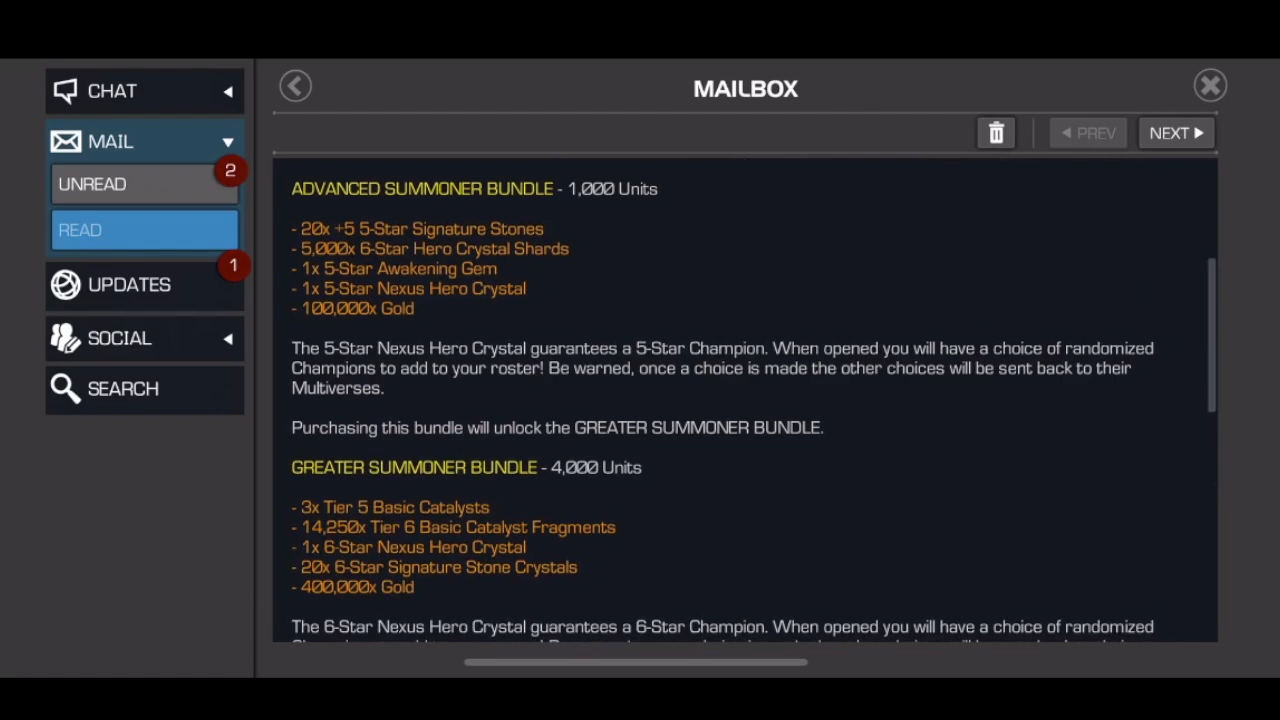 CHAT
MAIL
UNREAD
2
READ
1
UPDATES
SOCIAL
SEARCH
MAILBOX
PREV
NEXT
ADVANCED SUMMONER BUNDLE - 1,000 Units
- 20x +5 5-Star Signature Stones
- 5,000x 6-Star Hero Crystal Shards
- 1x 5-Star Awakening Gem
- 1x 5-Star Nexus Hero Crystal
- 100,000x Gold
The 5-Star Nexus Hero Crystal guarantees a 5-Star Champion. When opened you will have a choice of randomized
Champions to add to your roster! Be warned, once a choice is made the other choices will be sent back to their
Multiverses.
Purchasing this bundle will unlock the GREATER SUMMONER BUNDLE.
GREATER SUMMONER BUNDLE - 4,000 Units
- 3x Tier 5 Basic Catalysts
- 14,250x Tier 6 Basic Catalyst Fragments
- 1x 6-Star Nexus Hero Crystal
- 20x 6-Star Signature Stone Crystals
- 400,000x Gold
The 6-Star Nexus Hero Crystal guarantees a 6-Star Champion. When opened you will have a choice of randomized